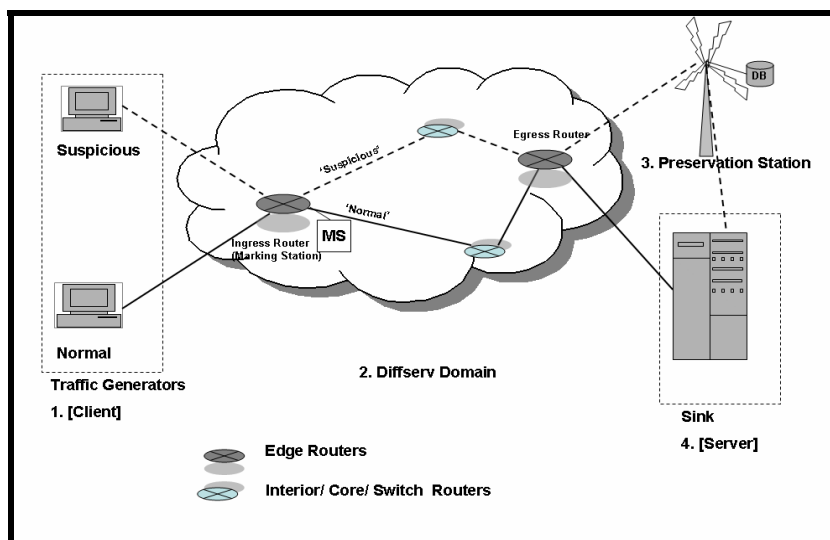 DB
Suspicious
Egress Router
'Suspicious'
3. Preservation Station
'Normal'
MS
Ingress Router
(Marking Station)
Normal
Traffic Generators
2. Diffserv Domain
1. [Client]
Sink
4. [Server]
Edge Routers
Interior/ Core/ Switch Routers